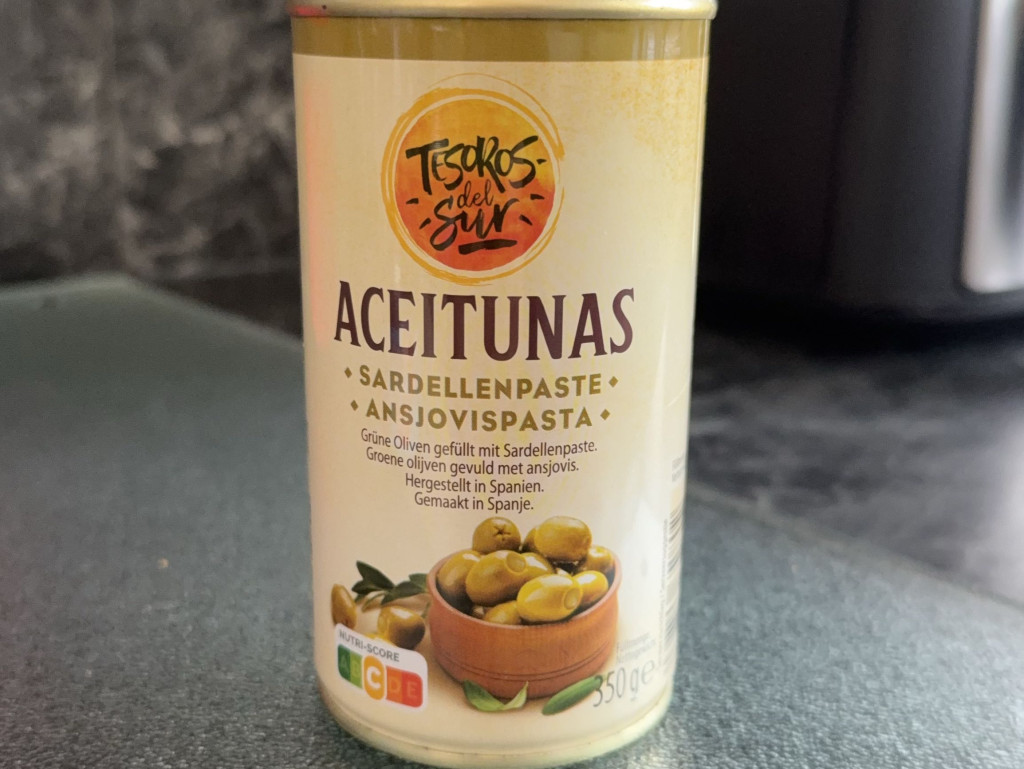 TESOROS
del
Sur
ACEITUNAS
SARDELLENPASTE
ANSJOVISPASTA
Grüne Oliven gefüllt mit Sardellenpaste.
Groene olijven gevuld met ansjovis.
Hergestellt in Spanien.
Gemaakt in Spanje.
NUTRI-SCORE
A B C D E
350 g e